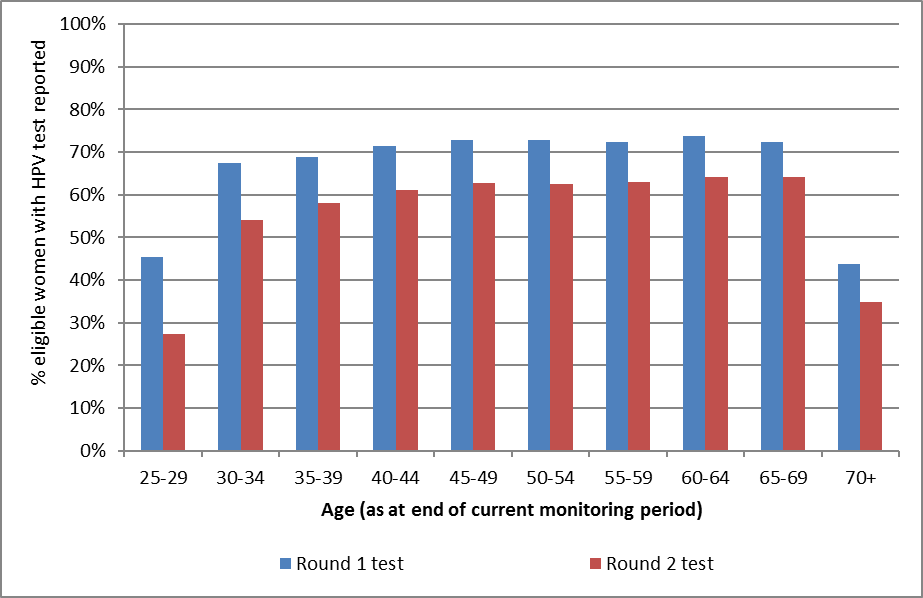 % eligible women with HPV test reported
100%
90%
80%
70%
60%
50%
40%
30%
20%
10%
0%
25-29 30-34 35-39 40-44 45-49 50-54 55-59 60-64 65-69 70+
Age (as at end of current monitoring period)
Round 1 test Round 2 test